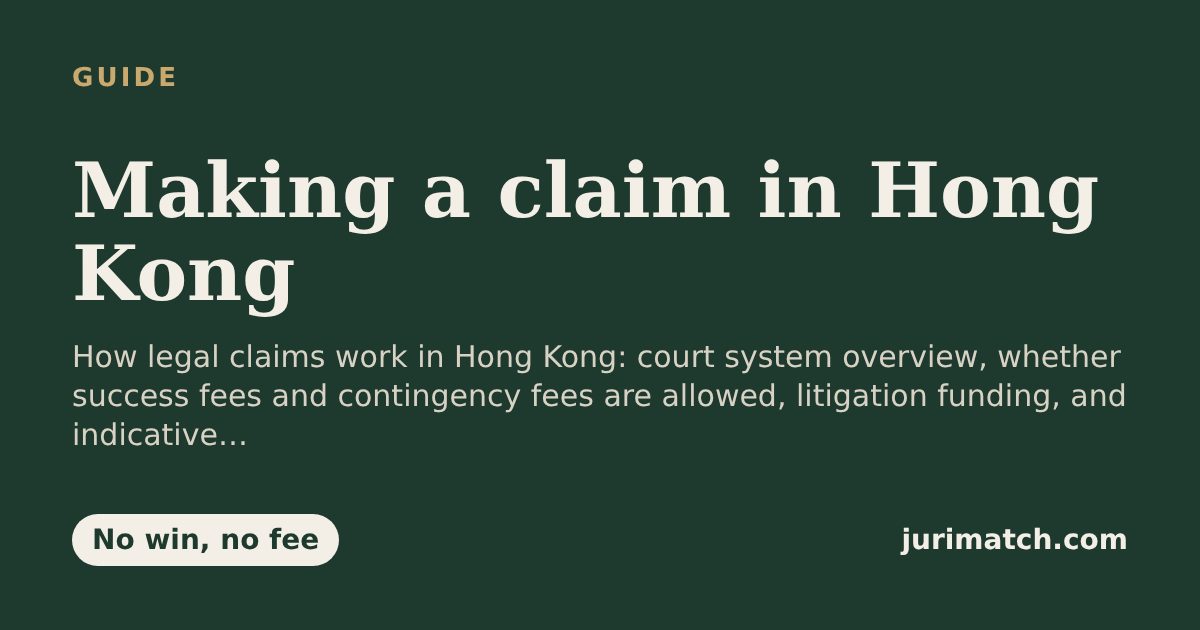 GUIDE
Making a claim in Hong
Kong
How legal claims work in Hong Kong: court system overview, whether
success fees and contingency fees are allowed, litigation funding, and
indicative…
No win, no fee
jurimatch.com